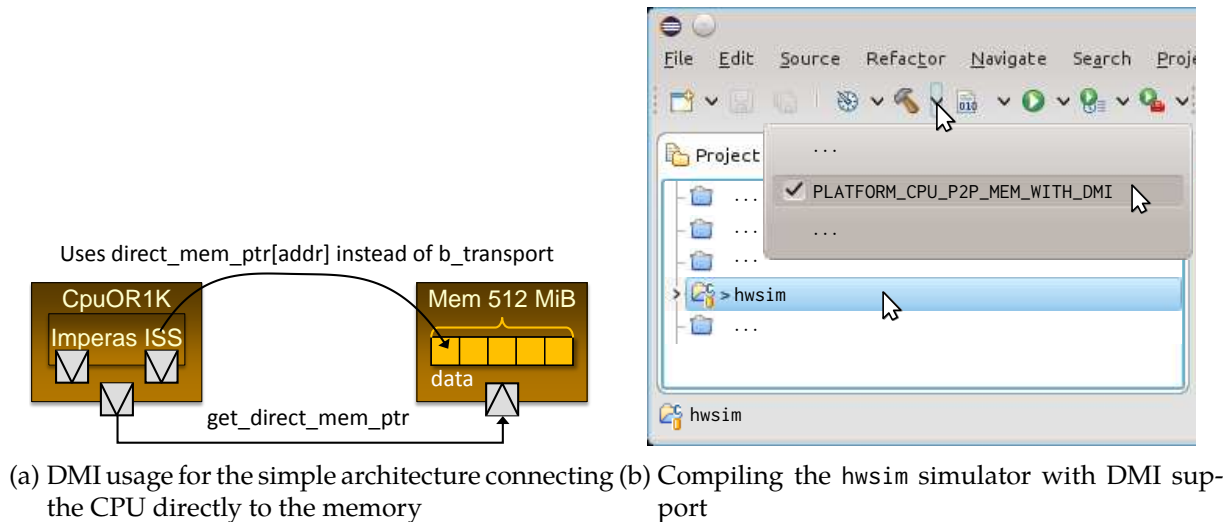 Uses direct_mem_ptr[addr] instead of b_transport
CpuOR1K
Imperas ISS
Mem 512 MiB
data
get_direct_mem_ptr
(a) DMI usage for the simple architecture connecting
the CPU directly to the memory
File Edit Source Refactor Navigate Search Proje
010
Project
...
PLATFORM_CPU_P2P_MEM_WITH_DMI
...
...
...
...
> hwsim
...
hwsim
(b) Compiling the hwsim simulator with DMI sup-
port